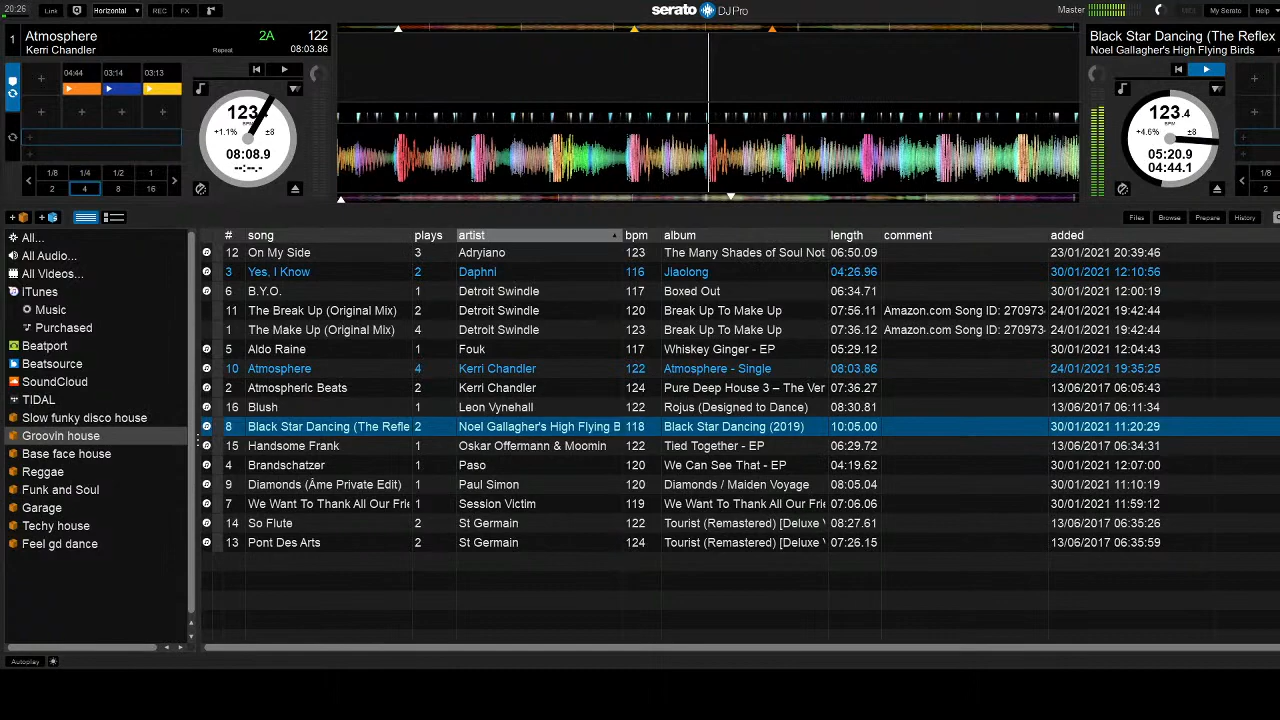 20:26 Link Horizontal REC FX serato DJ Pro Master MIDI My Serato Help
1 Atmosphere 2A 122
Kerri Chandler Repeat 08:03.86
Black Star Dancing (The Reflex
Noel Gallagher's High Flying Birds
04:44 03:14 03:13
123. +1.1% ±8
08:08.9
--:--.-
1/8 1/4 1/2 1
2 4 8 16
123.4
RPM
+4.6% ±8
05:20.9
04:44.1
1/8
2
Files Browse Prepare History
# song plays artist bpm album length comment added
12 On My Side 3 Adryiano 123 The Many Shades of Soul Not 06:50.09 23/01/2021 20:39:46
3 Yes, I Know 2 Daphni 116 Jiaolong 04:26.96 30/01/2021 12:10:56
6 B.Y.O. 1 Detroit Swindle 117 Boxed Out 06:34.71 30/01/2021 12:00:19
11 The Break Up (Original Mix) 1 Detroit Swindle 120 Break Up To Make Up 07:56.11 Amazon.com Song ID: 270973 24/01/2021 19:42:44
1 The Make Up (Original Mix) 4 Detroit Swindle 123 Break Up To Make Up 07:36.12 Amazon.com Song ID: 270973 24/01/2021 19:42:44
5 Aldo Raine 1 Fouk 117 Whiskey Ginger - EP 05:29.12 30/01/2021 12:04:43
10 Atmosphere 4 Kerri Chandler 122 Atmosphere - Single 08:03.86 24/01/2021 19:35:25
2 Atmospheric Beats 2 Kerri Chandler 124 Pure Deep House 3 – The Ver 07:36.27 13/06/2017 06:05:43
16 Blush 1 Leon Vynehall 122 Rojus (Designed to Dance) 08:30.81 13/06/2017 06:11:34
8 Black Star Dancing (The Refle 2 Noel Gallagher's High Flying B 118 Black Star Dancing (2019) 10:05.00 30/01/2021 11:20:29
15 Handsome Frank 1 Oskar Offermann & Moomin 122 Tied Together - EP 06:29.72 13/06/2017 06:34:31
4 Brandschatzer 1 Paso 120 We Can See That - EP 04:19.62 30/01/2021 12:07:00
9 Diamonds (Âme Private Edit) 1 Paul Simon 120 Diamonds / Maiden Voyage 08:05.04 30/01/2021 11:10:19
7 We Want To Thank All Our Frie 1 Session Victim 119 We Want To Thank All Our Frie 07:06.06 30/01/2021 11:59:12
14 So Flute 2 St Germain 122 Tourist (Remastered) [Deluxe V 08:27.61 13/06/2017 06:35:26
13 Pont Des Arts 2 St Germain 124 Tourist (Remastered) [Deluxe V 07:26.15 13/06/2017 06:35:59
All...
All Audio...
All Videos...
iTunes
Music
Purchased
Beatport
Beatsource
SoundCloud
TIDAL
Slow funky disco house
Groovin house
Base face house
Reggae
Funk and Soul
Garage
Techy house
Feel gd dance
Autoplay